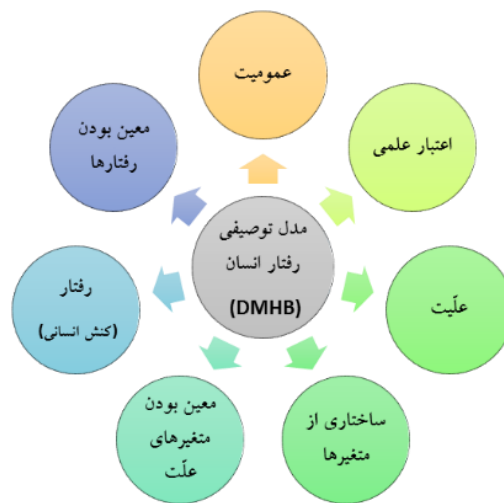 عمومیت
اعتبار علمی
علّیت
ساختاری از
متغیرها
معین بودن
متغیرهای
علّت
رفتار
(کنش انسانی)
معین بودن
رفتارها
مدل توصیفی
رفتار انسان
(DMHB)